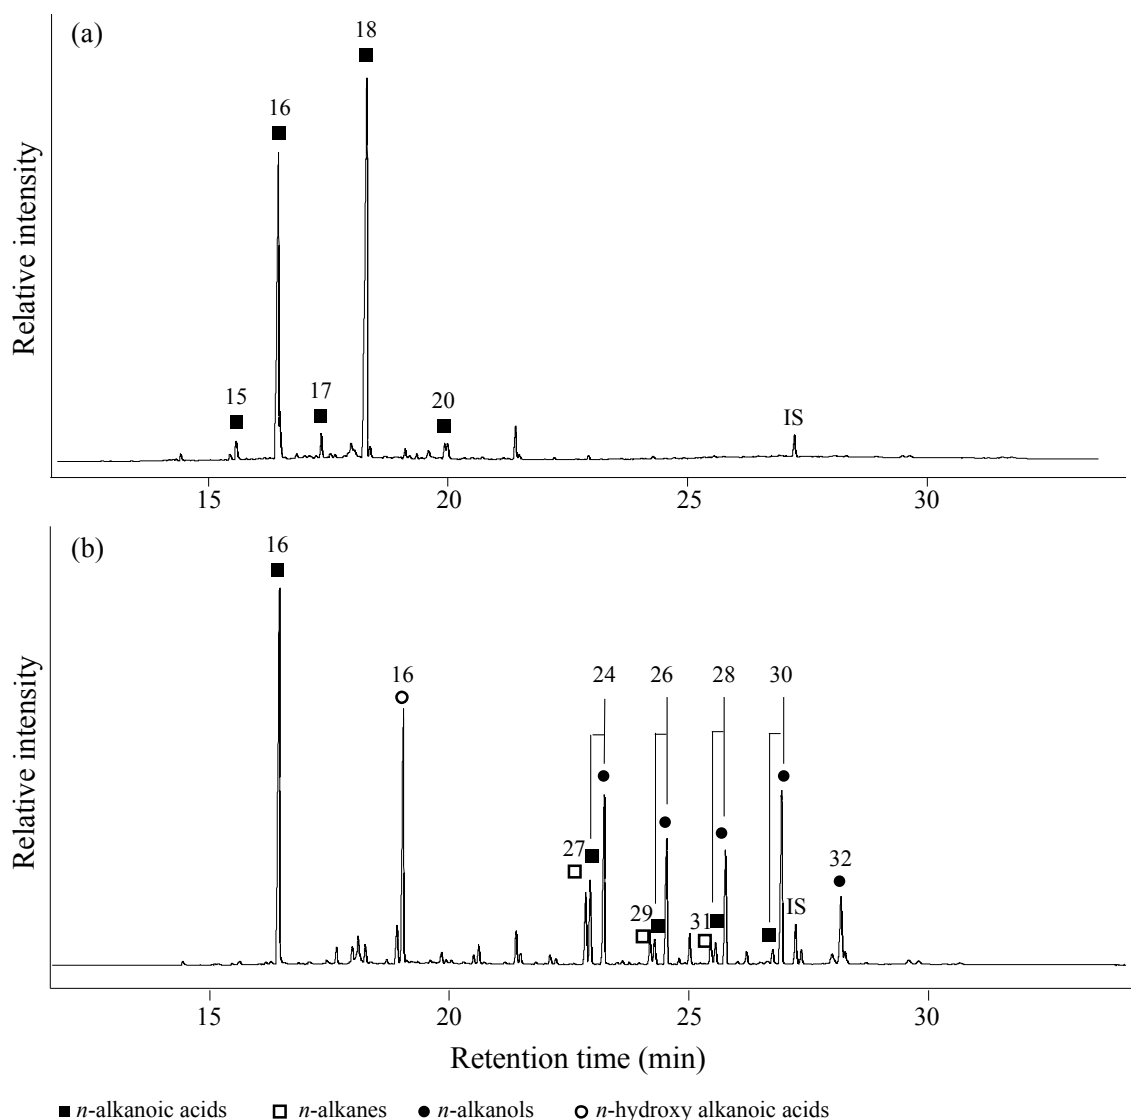 (a)
18
16
15
17
20
IS
Relative intensity
15 20 25 30
(b)
16
16
24 26 28 30
27
29
31
IS
32
Relative intensity
15 20 25 30
Retention time (min)
n-alkanoic acids n-alkanes n-alkanols n-hydroxy alkanoic acids